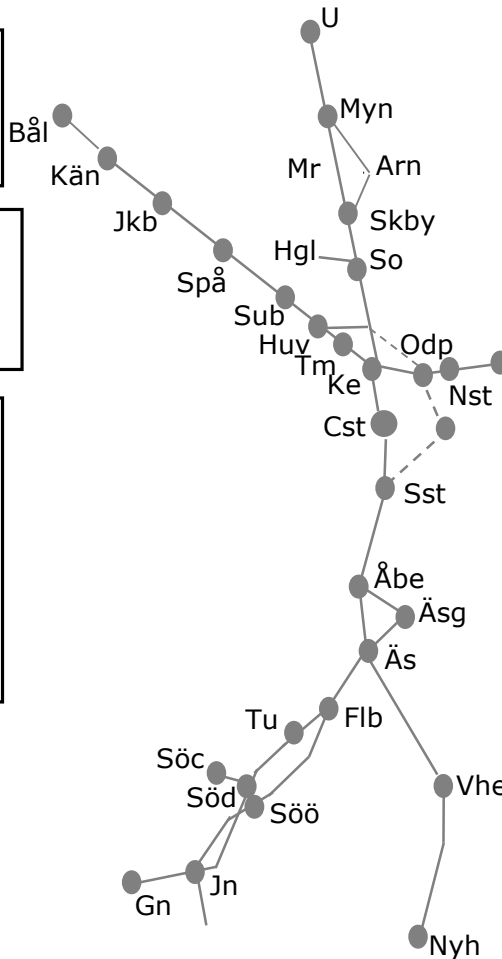 U
Myn
Bål
Mr
Arn
Kän
Jkb
Skby
Hgl
So
Spå
Sub
Huv
Odp
Tm
Ke
Nst
Cst
Sst
Åbe
Äsg
Äs
Tu
Flb
Söc
Söd
Vhe
Söö
Jn
Gn
Nyh